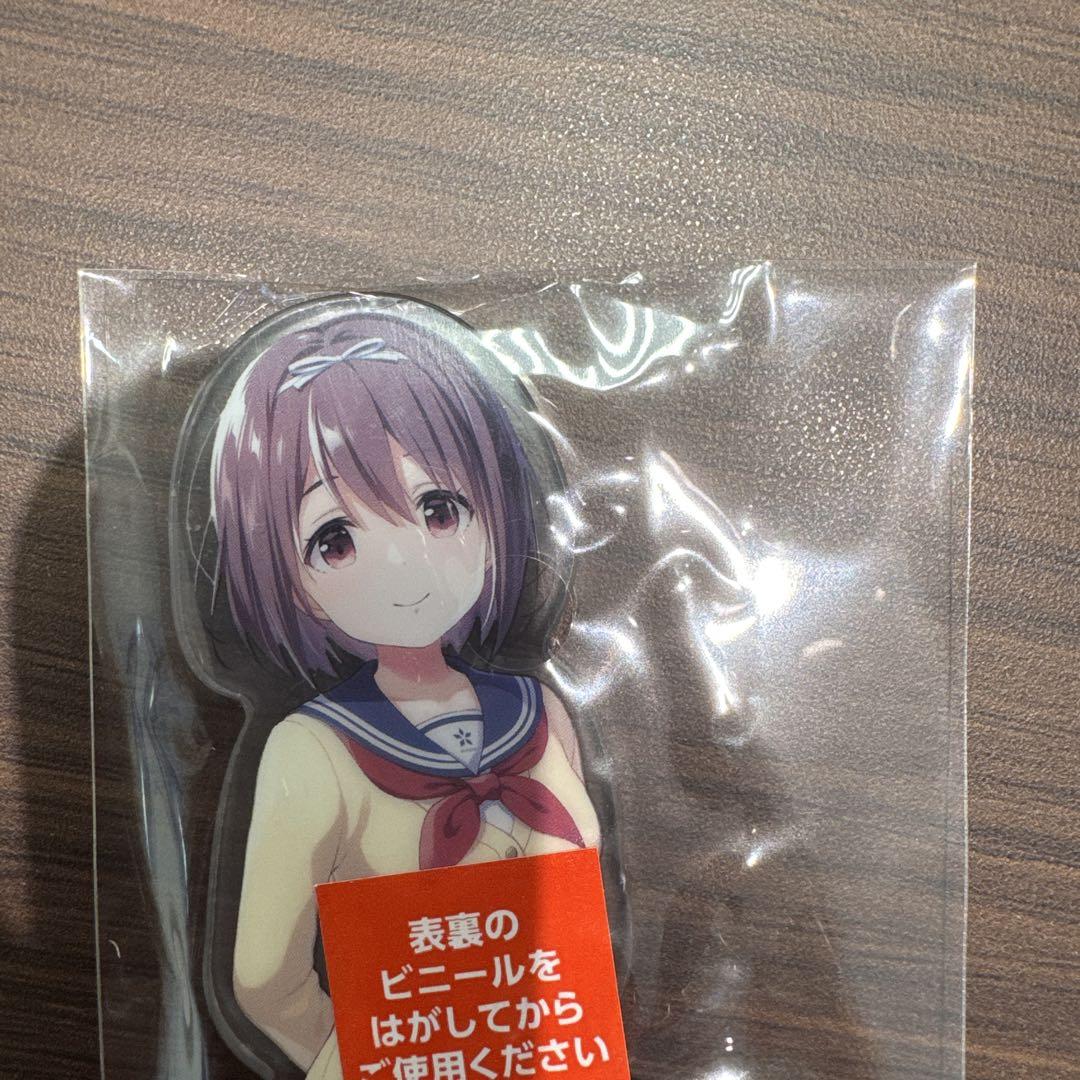 表裏の
ビニールを
はがしてから
ご使用ください